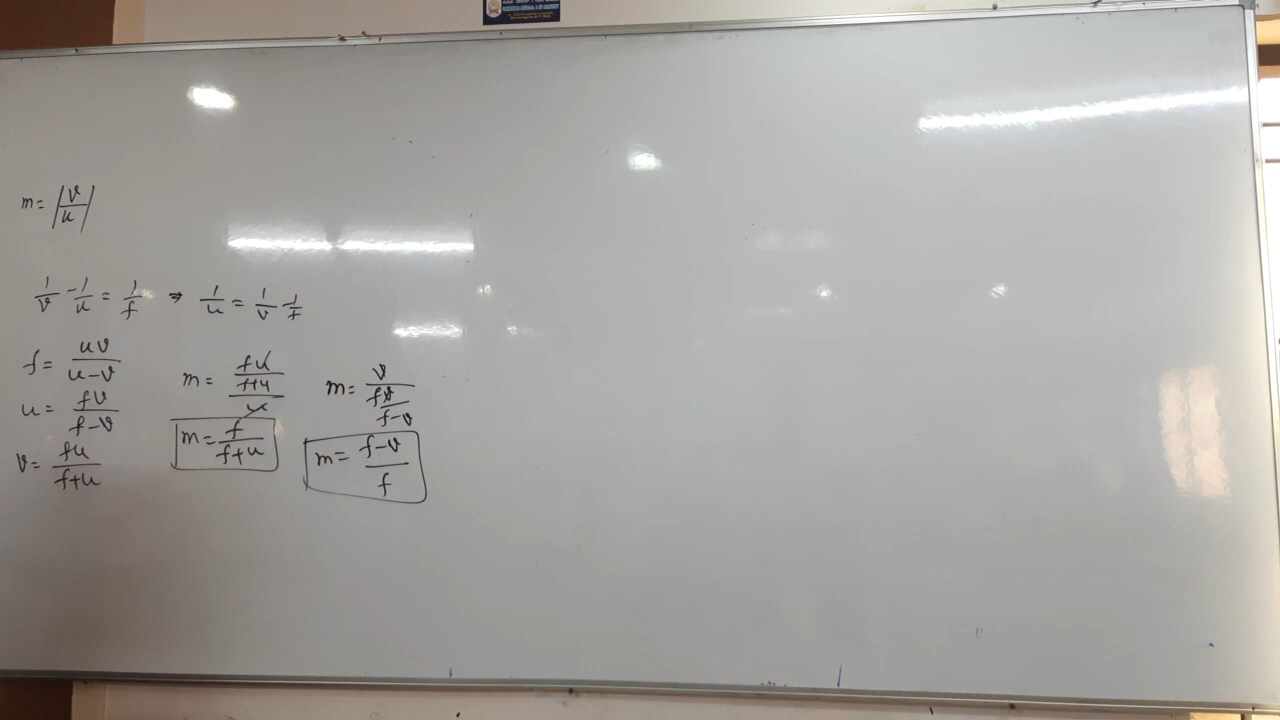 m = |v/u|
1/v - 1/u = 1/f ⇒ 1/u = 1/v - 1/f
f = uv/(u-v)
u = fv/(f-v)
v = fu/(f+u)
m = (fu/(f+u))/u
m = f/(f+u)
m = v/(fv/(f-v))
m = (f-v)/f